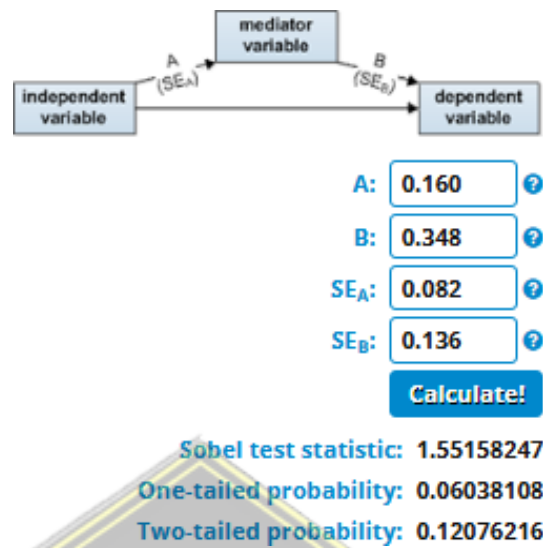 mediator
variable
A
(SEA)
B
(SEB)
independent
variable
dependent
variable
A: 0.160 ?
B: 0.348 ?
SEA: 0.082 ?
SEB: 0.136 ?
Calculate!
Sobel test statistic: 1.55158247
One-tailed probability: 0.06038108
Two-tailed probability: 0.12076216